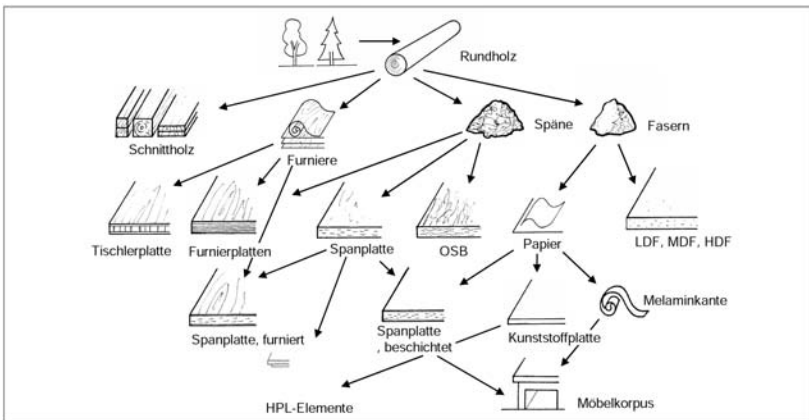 Rundholz
Schnittholz
Furniere
Späne
Fasern
Tischlerplatte
Furnierplatten
Spanplatte
OSB
Papier
LDF, MDF, HDF
Spanplatte, furniert
Spanplatte
, beschichtet
Kunststoffplatte
Melaminkante
HPL-Elemente
Möbelkorpus